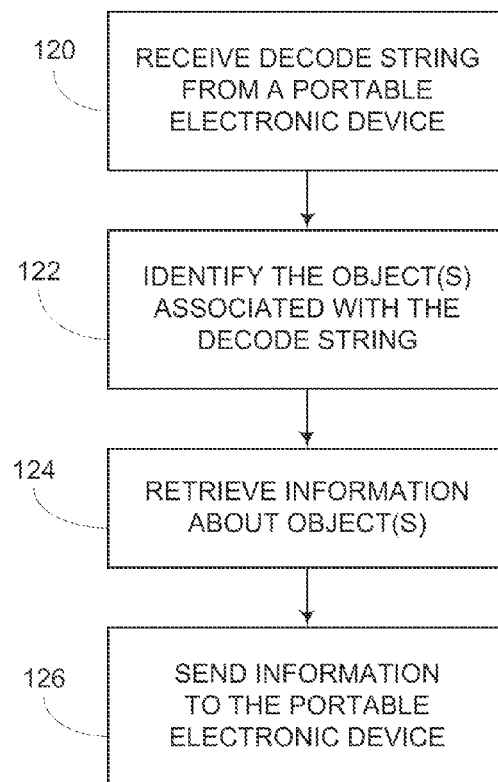 120
RECEIVE DECODE STRING
FROM A PORTABLE
ELECTRONIC DEVICE
122
IDENTIFY THE OBJECT(S)
ASSOCIATED WITH THE
DECODE STRING
124
RETRIEVE INFORMATION
ABOUT OBJECT(S)
126
SEND INFORMATION
TO THE PORTABLE
ELECTRONIC DEVICE